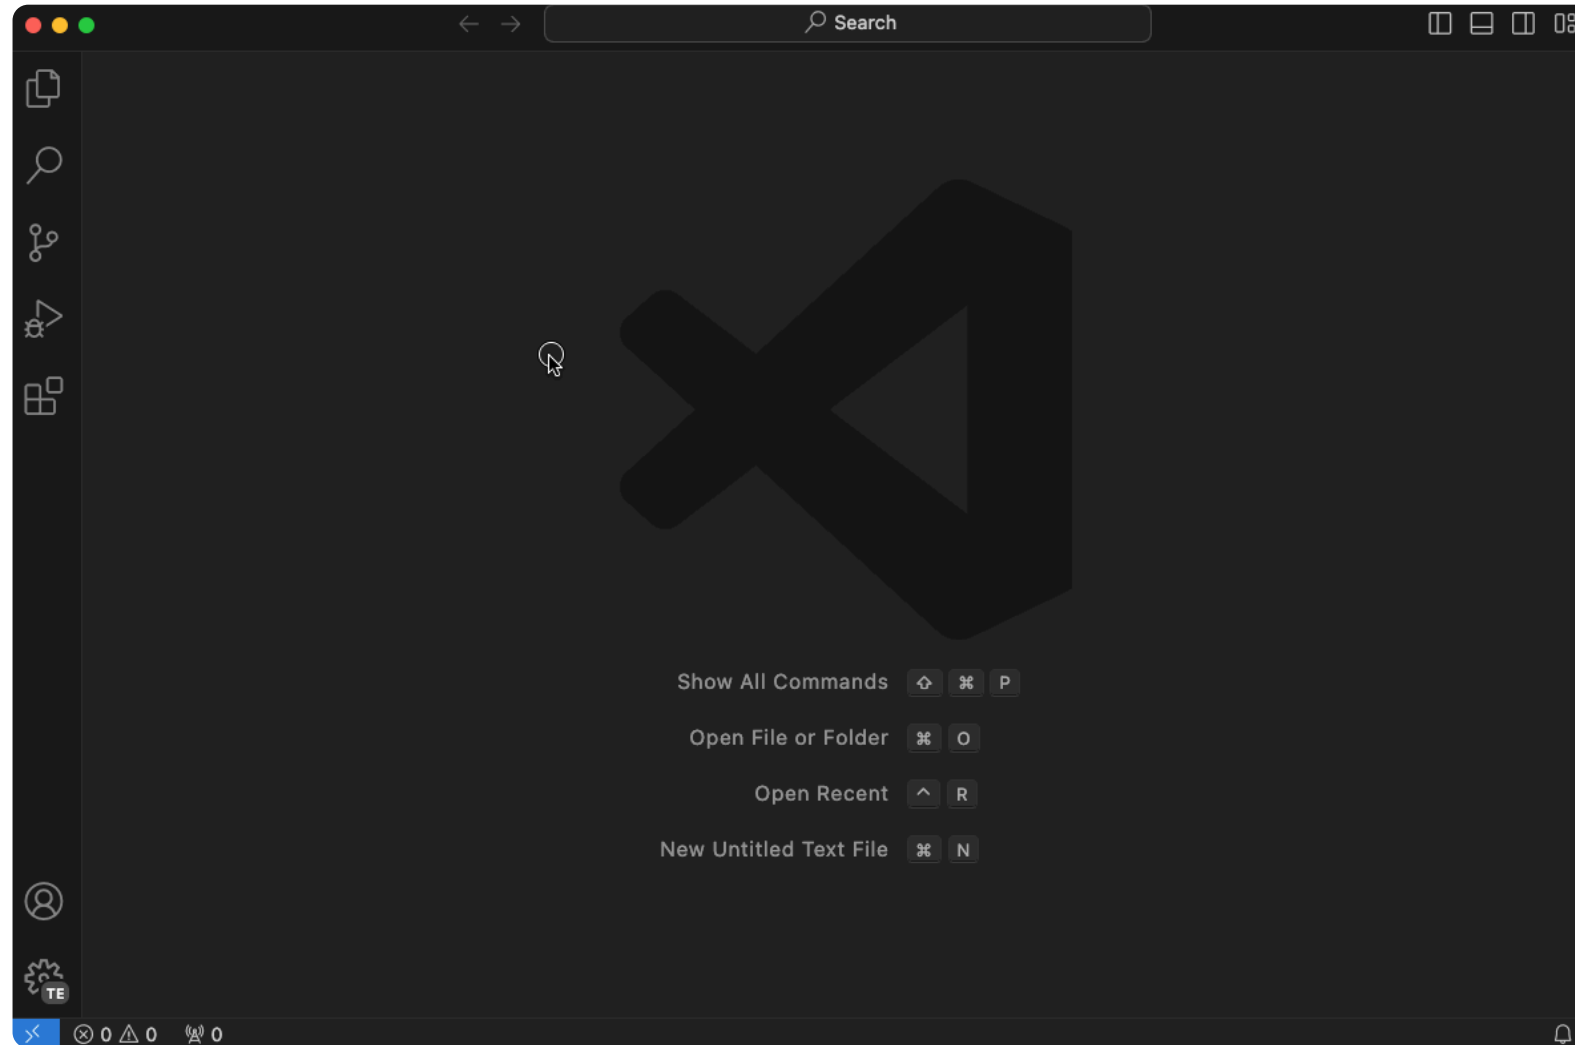 Search
Show All Commands ⇧ ⌘ P
Open File or Folder ⌘ O
Open Recent ^ R
New Untitled Text File ⌘ N
TE
0 0 0